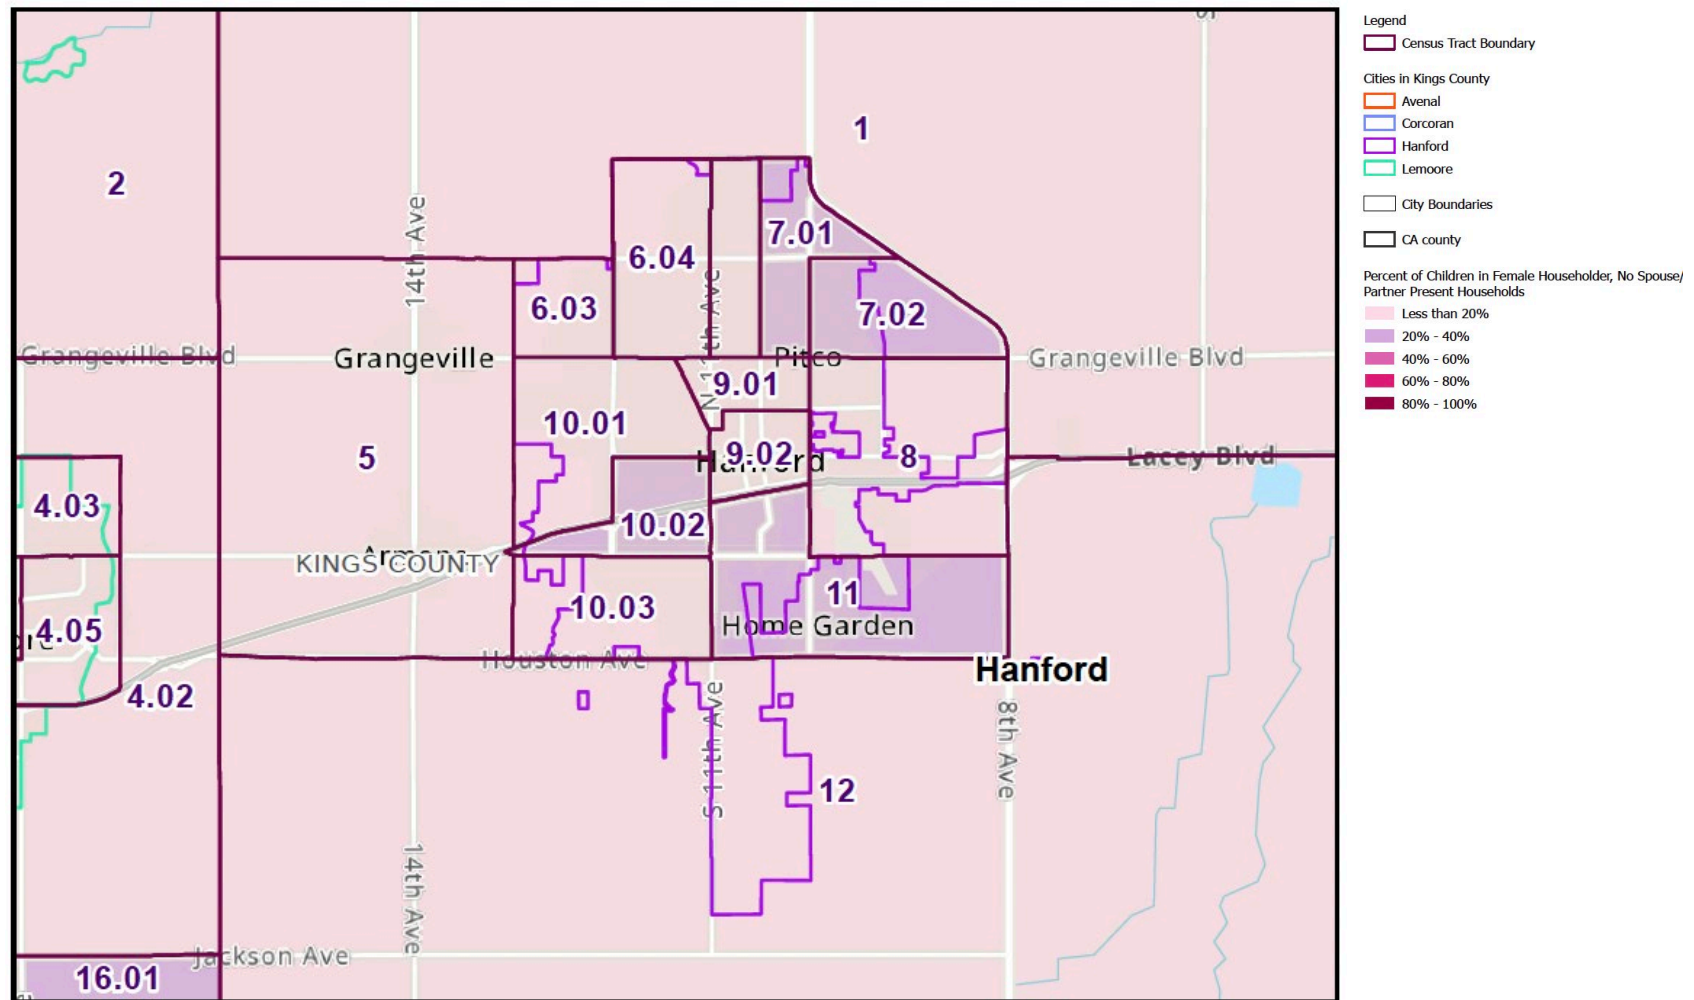 Legend
Census Tract Boundary
Cities in Kings County
Avenal
Corcoran
Hanford
Lemoore
City Boundaries
CA county
Percent of Children in Female Householder, No Spouse/
Partner Present Households
Less than 20%
20% - 40%
40% - 60%
60% - 80%
80% - 100%
1
2
14th Ave
7.01
6.04
6.03
7.02
N 11th Ave
Grangeville Blvd
Grangeville
Pitco
Grangeville Blvd
9.01
10.01
5
9.02
Hanford
8
Lacey Blvd
4.03
10.02
Armona
KINGS COUNTY
11
10.03
4.05
Home Garden
Houston Ave
Hanford
4.02
S 11th Ave
8th Ave
12
14th Ave
Jackson Ave
16.01